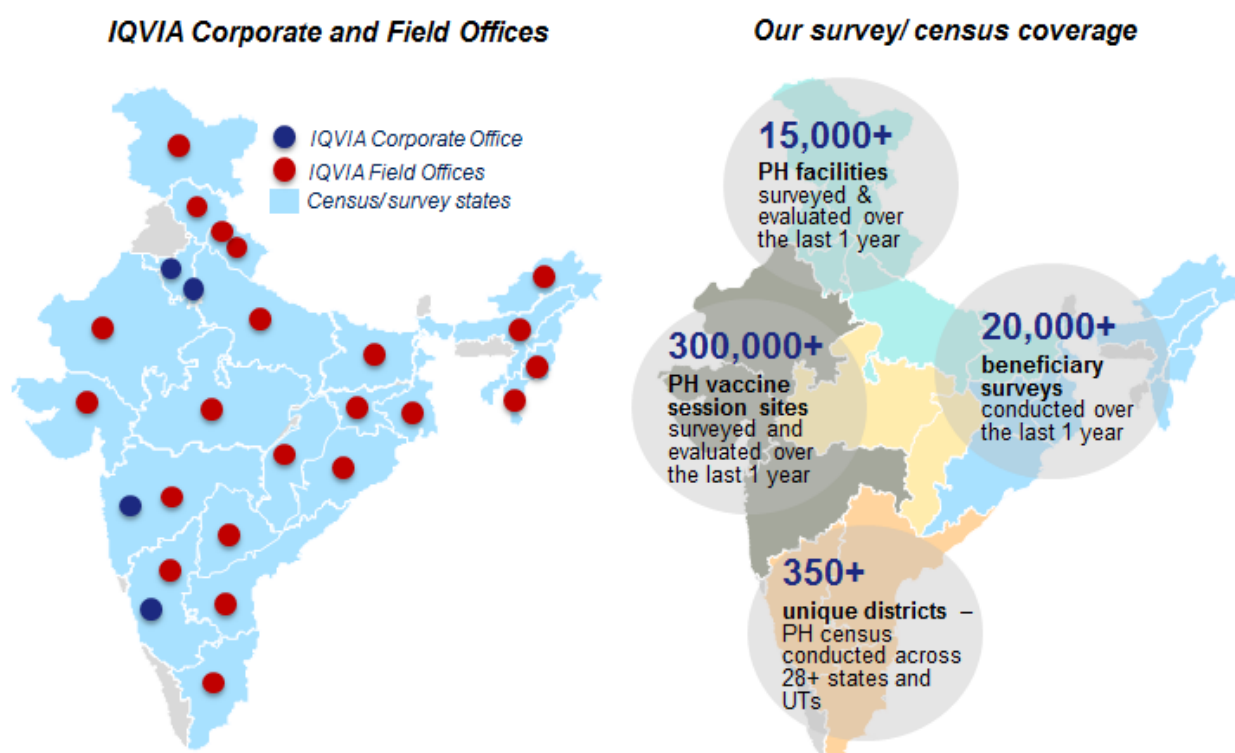 IQVIA Corporate and Field Offices
IQVIA Corporate Office
IQVIA Field Offices
Census/ survey states
Our survey/ census coverage
15,000+
PH facilities
surveyed &
evaluated over
the last 1 year
300,000+
PH vaccine
session sites
surveyed and
evaluated over
the last 1 year
20,000+
beneficiary
surveys
conducted over
the last 1 year
350+
unique districts –
PH census
conducted across
28+ states and
UTs